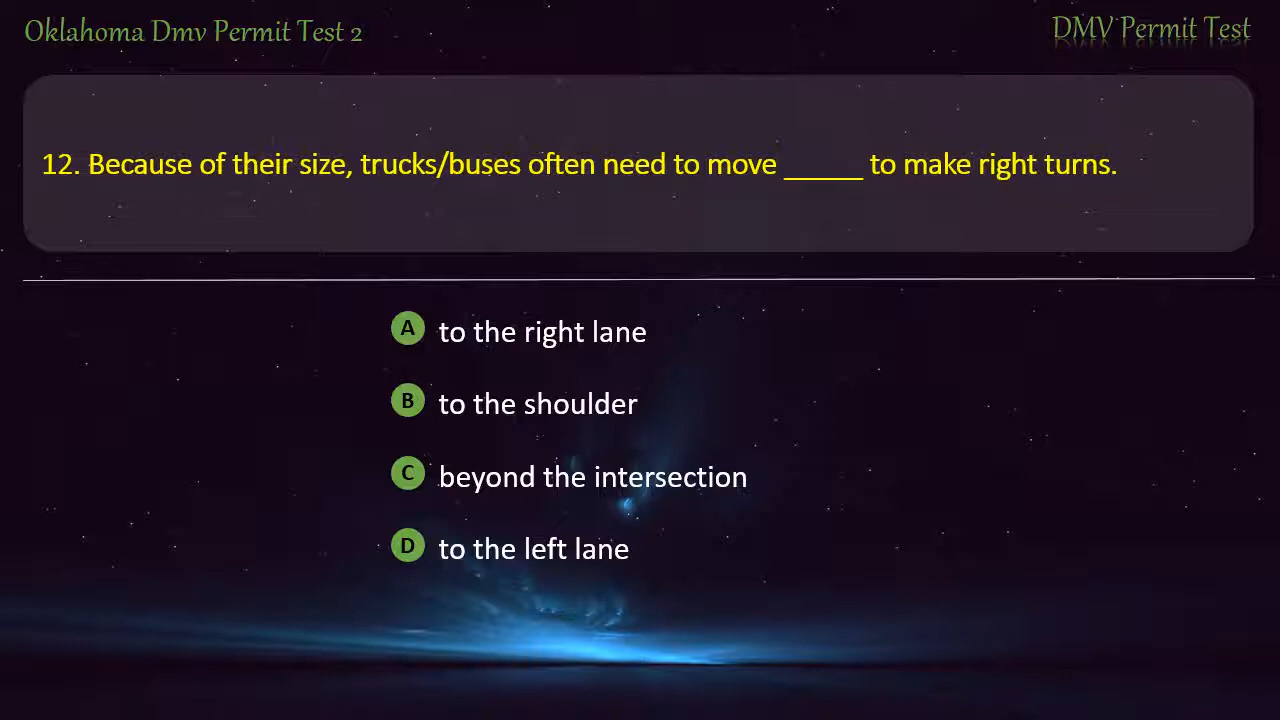 Oklahoma Dmv Permit Test 2
DMV Permit Test
12. Because of their size, trucks/buses often need to move _____ to make right turns.
A to the right lane
B to the shoulder
C beyond the intersection
D to the left lane